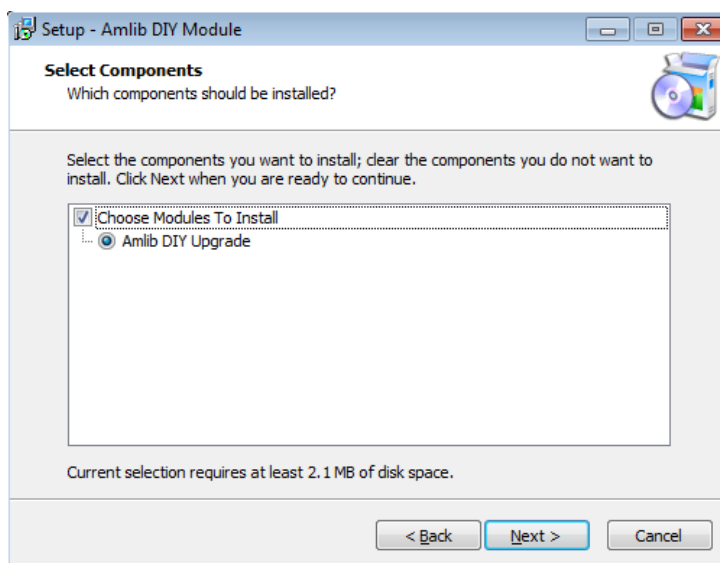 Setup - Amlib DIY Module
Select Components
Which components should be installed?
Select the components you want to install; clear the components you do not want to
install. Click Next when you are ready to continue.
Choose Modules To Install
Amlib DIY Upgrade
Current selection requires at least 2.1 MB of disk space.
< Back Next > Cancel